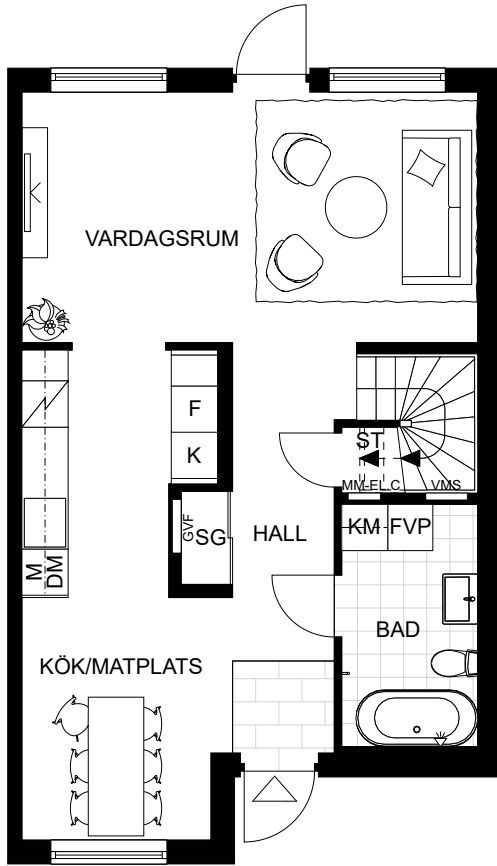 VARDAGSRUM
F
K
ST
MM-EL.C
VMS
GVF
SG
HALL
KM
FVP
M
DM
BAD
KÖK/MATPLATS